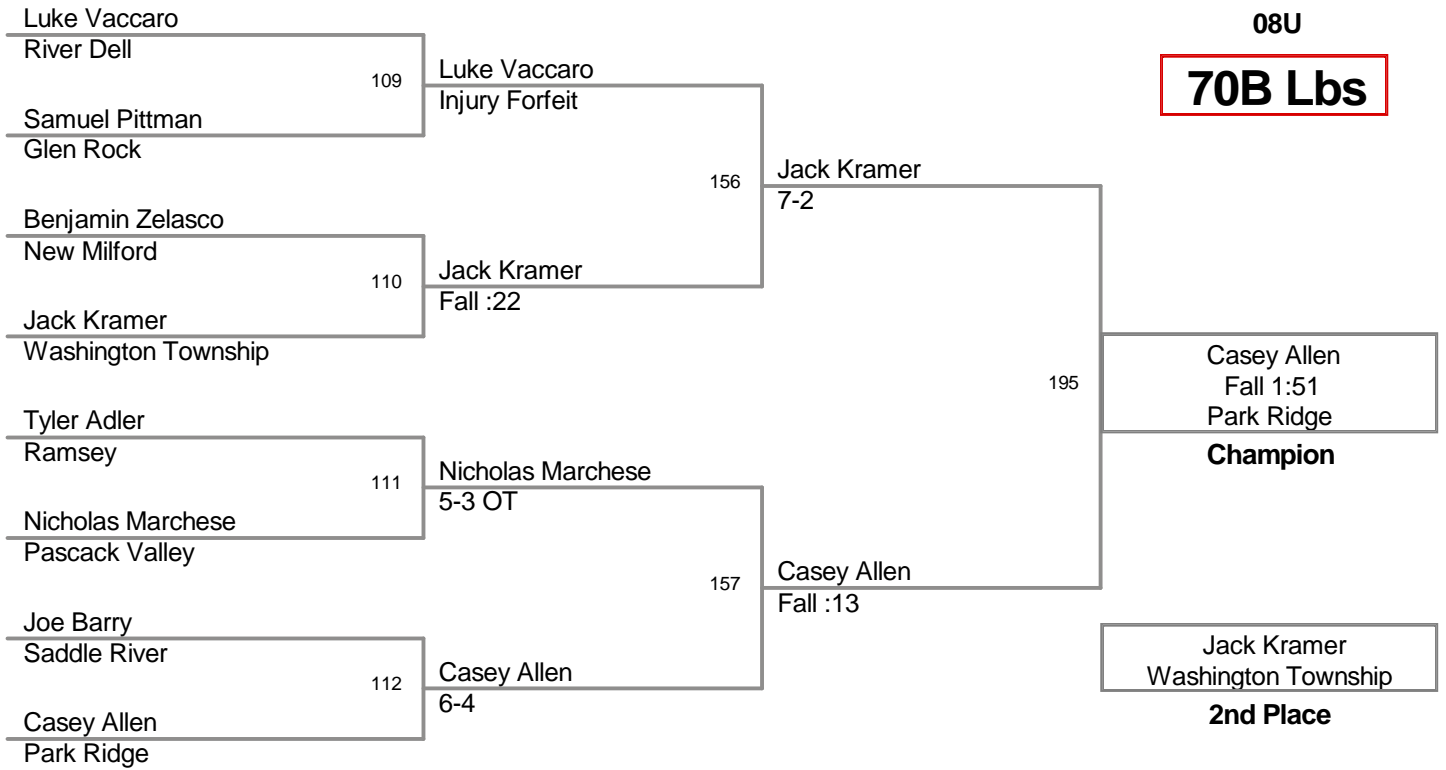 Luke Vaccaro
River Dell
109
Samuel Pittman
Glen Rock
Benjamin Zelasco
New Milford
110
Jack Kramer
Washington Township
Tyler Adler
Ramsey
111
Nicholas Marchese
Pascack Valley
Joe Barry
Saddle River
112
Casey Allen
Park Ridge
Luke Vaccaro
Injury Forfeit
156
Jack Kramer
Fall :22
Nicholas Marchese
5-3 OT
157
Casey Allen
6-4
Jack Kramer
7-2
195
Casey Allen
Fall :13
08U
70B Lbs
Casey Allen
Fall 1:51
Park Ridge
Champion
Jack Kramer
Washington Township
2nd Place